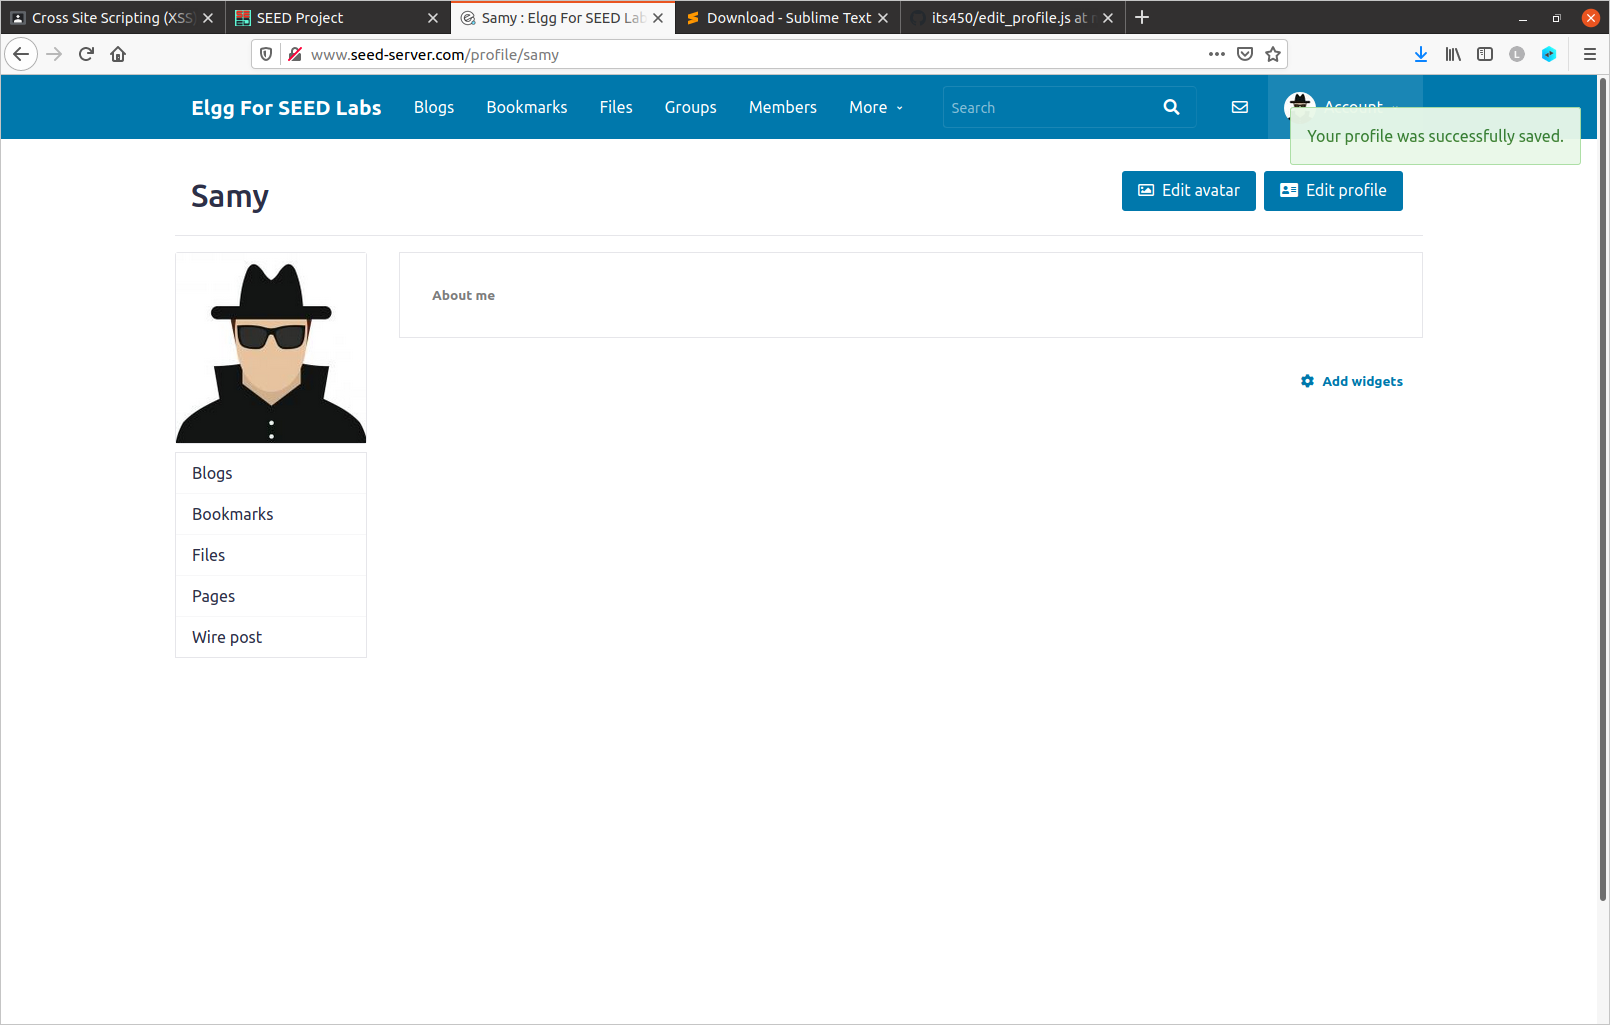 Cross Site Scripting (XSS)
SEED Project
Samy : Elgg For SEED Lab
Download - Sublime Text
its450/edit_profile.js at
www.seed-server.com/profile/samy
L
Elgg For SEED Labs
Blogs
Bookmarks
Files
Groups
Members
More
Search
Account
Your profile was successfully saved.
Samy
Edit avatar
Edit profile
About me
Add widgets
Blogs
Bookmarks
Files
Pages
Wire post